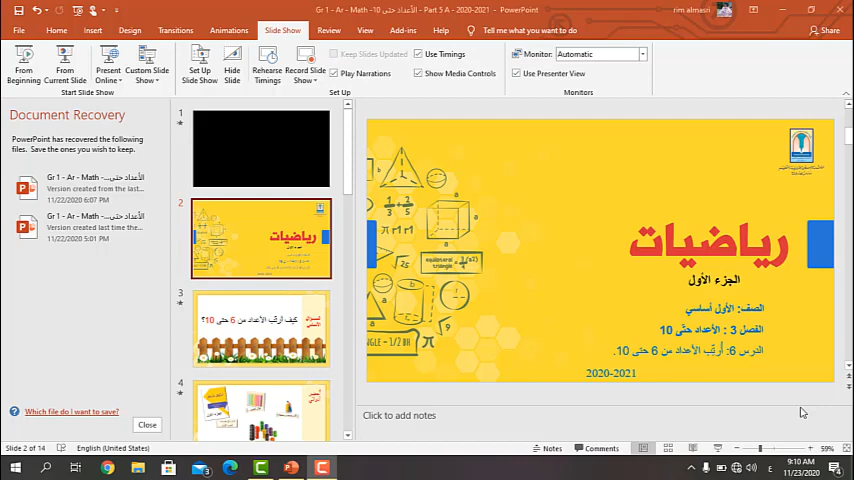 Gr 1 - Ar - Math -10 الأعداد حتى - Part 5 A - 2020-2021 - PowerPoint
rim almasri
File Home Insert Design Transitions Animations Slide Show Review View Add-ins Help Tell me what you want to do Share
From Beginning
From Current Slide
Present Online
Custom Slide Show
Set Up Slide Show
Hide Slide
Rehearse Timings
Record Slide Show
Keep Slides Updated
Play Narrations
Use Timings
Show Media Controls
Monitor: Automatic
Use Presenter View
Start Slide Show
Set Up
Monitors
Document Recovery
PowerPoint has recovered the following files. Save the ones you wish to keep.
Gr 1 - Ar - Math -...الأعداد حتى
Version created from the last...
11/22/2020 6:07 PM
Gr 1 - Ar - Math -...الأعداد حتى
Version created last time the...
11/22/2020 5:01 PM
Which file do I want to save?
Close
1
2
رياضيات
3
كيف أرتّب الأعداد من 6 حتى 10؟
4
رياضيات
الجزء الأول
الصف: الأول أساسي
الفصل 3 : الأعداد حتّى 10
الدرس 6: أُرتّب الأعداد من 6 حتى 10.
2020-2021
Click to add notes
Slide 2 of 14
English (United States)
Notes
Comments
59%
9:10 AM
11/23/2020